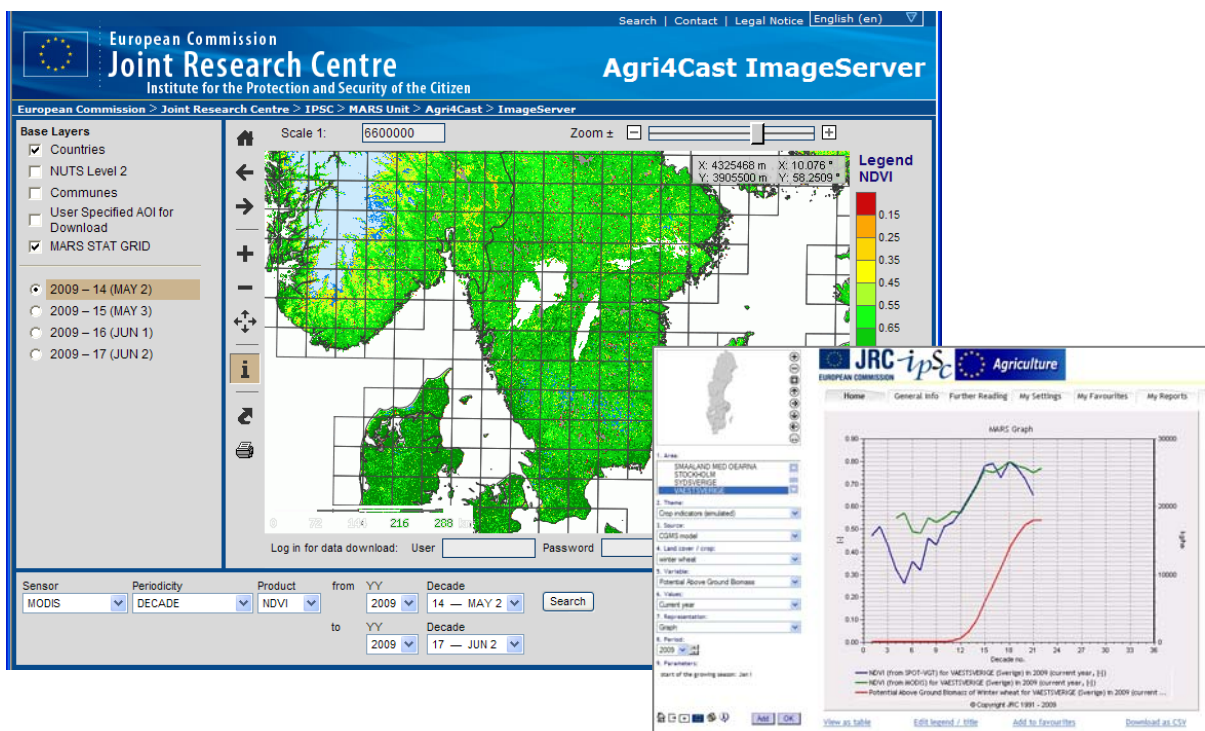 Search | Contact | Legal Notice English (en)
European Commission
Joint Research Centre
Institute for the Protection and Security of the Citizen
Agri4Cast ImageServer
European Commission > Joint Research Centre > IPSC > MARS Unit > Agri4Cast > ImageServer
Base Layers
Countries
NUTS Level 2
Communes
User Specified AOI for
Download
MARS STAT GRID
2009 – 14 (MAY 2)
2009 – 15 (MAY 3)
2009 – 16 (JUN 1)
2009 – 17 (JUN 2)
Scale 1: 6600000
Zoom ±
X: 4325468 m X: 10.076 °
Y: 3905500 m Y: 58.2509 °
Legend
NDVI
0.15
0.25
0.35
0.45
0.55
0.65
0 72 144 216 288
Log in for data download: User Password
Sensor Periodicity Product from YY Decade
MODIS DECADE NDVI 2009 14 — MAY 2 Search
to YY Decade
2009 17 — JUN 2
JRC ipsc Agriculture
EUROPEAN COMMISSION
Home General Info Further Reading My Settings My Favourites My Reports
1. Area:
SMAALAND MED OEARNA
STOCKHOLM
SYDSVERIGE
VAESTSVERIGE
2. Theme:
Crop indicators (simulated)
3. Source:
CGMS model
4. Land cover / crop:
winter wheat
5. Variable:
Potential Above Ground Biomass
6. Values:
Current year
7. Representation:
Graph
8. Period:
2009
9. Parameters:
start of the growing season: Jan I
Add OK
MARS Graph
0.90
0.80
0.70
0.60
0.50
0.40
0.30
0.20
0.10
0.00
[-]
30000
20000
10000
0
kg/ha
0 3 6 9 12 15 18 21 24 27 30 33 36
Decade no.
NDVI (from SPOT-VGT) for VAESTSVERIGE (Sverige) in 2009 (current year, [-])
NDVI (from MODIS) for VAESTSVERIGE (Sverige) in 2009 (current year, [-])
Potential Above Ground Biomass of Winter wheat for VAESTSVERIGE (Sverige) in 2009 (current ...
View as table Edit legend / title Add to favourites Download as CSV